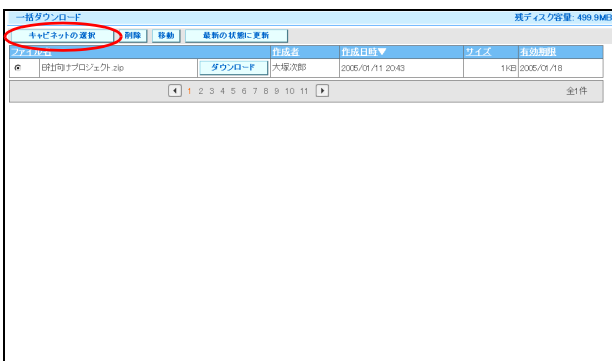 一括ダウンロード 残ディスク容量: 499.9MB
キャビネットの選択 削除 移動 最新の状態に更新
ファイル名 作成者 作成日時▼ サイズ 有効期限
B社向けプロジェクト.zip ダウンロード 大塚次郎 2005/01/11 20:43 1KB 2005/01/18
1 2 3 4 5 6 7 8 9 10 11 全1件